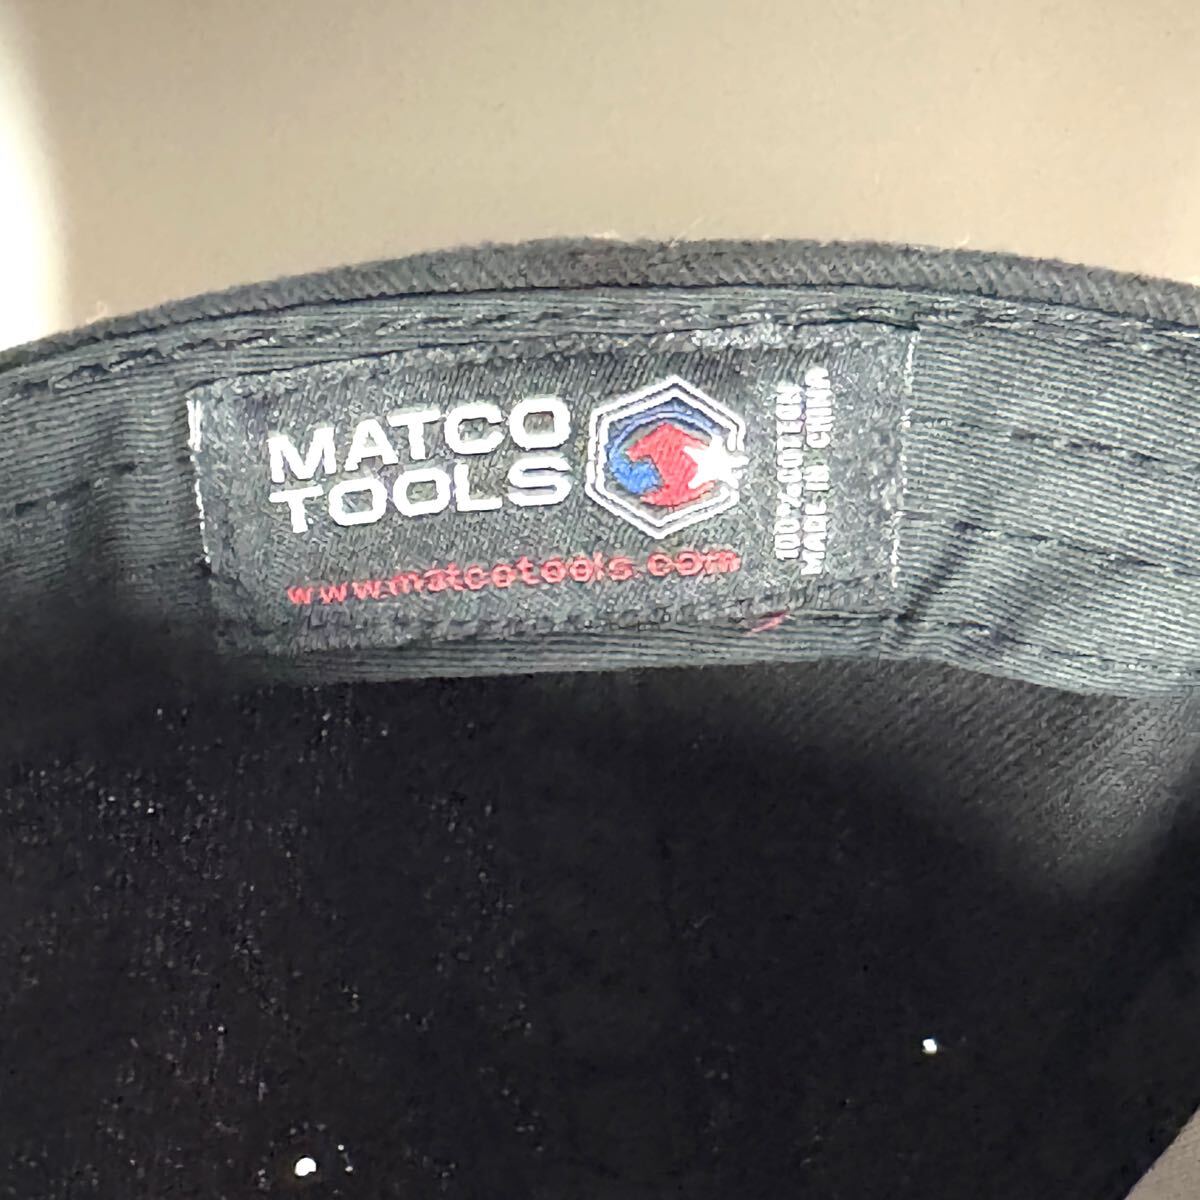 MATCO
TOOLS
www.matcotools.com
100% COTTON
MADE IN CHINA